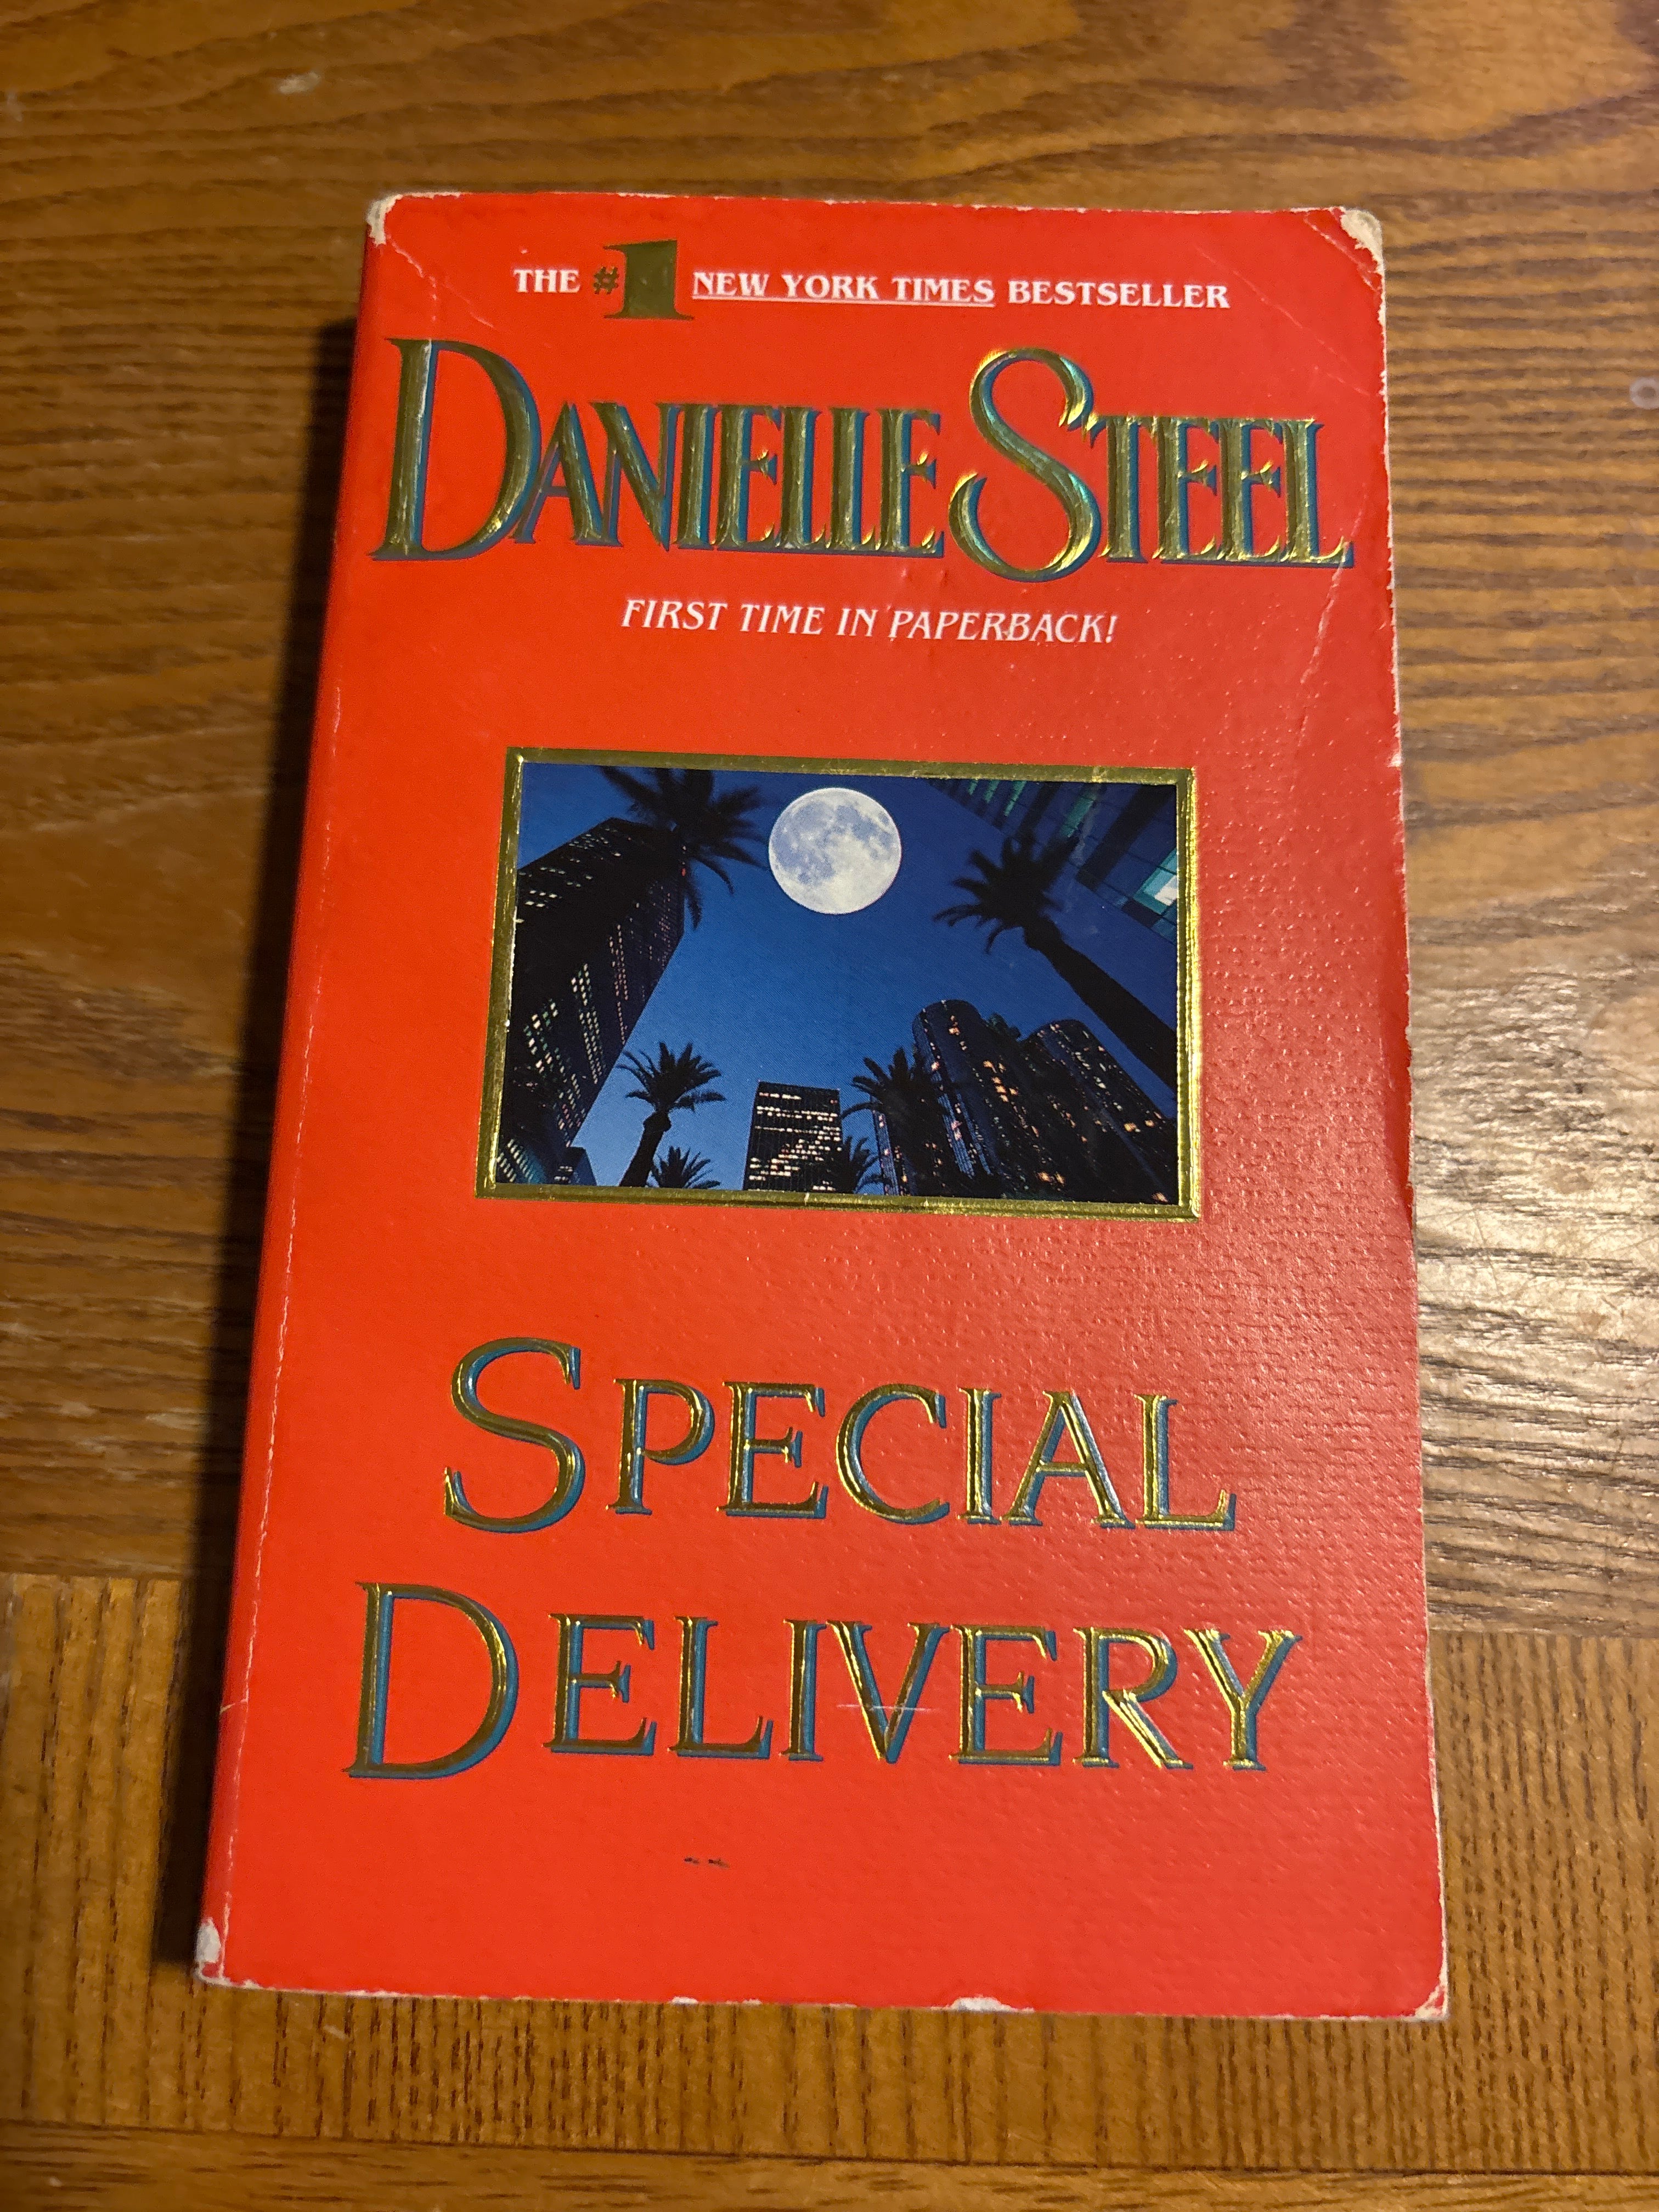 THE #1 NEW YORK TIMES BESTSELLER
DANIELLE STEEL
FIRST TIME IN PAPERBACK!
SPECIAL
DELIVERY